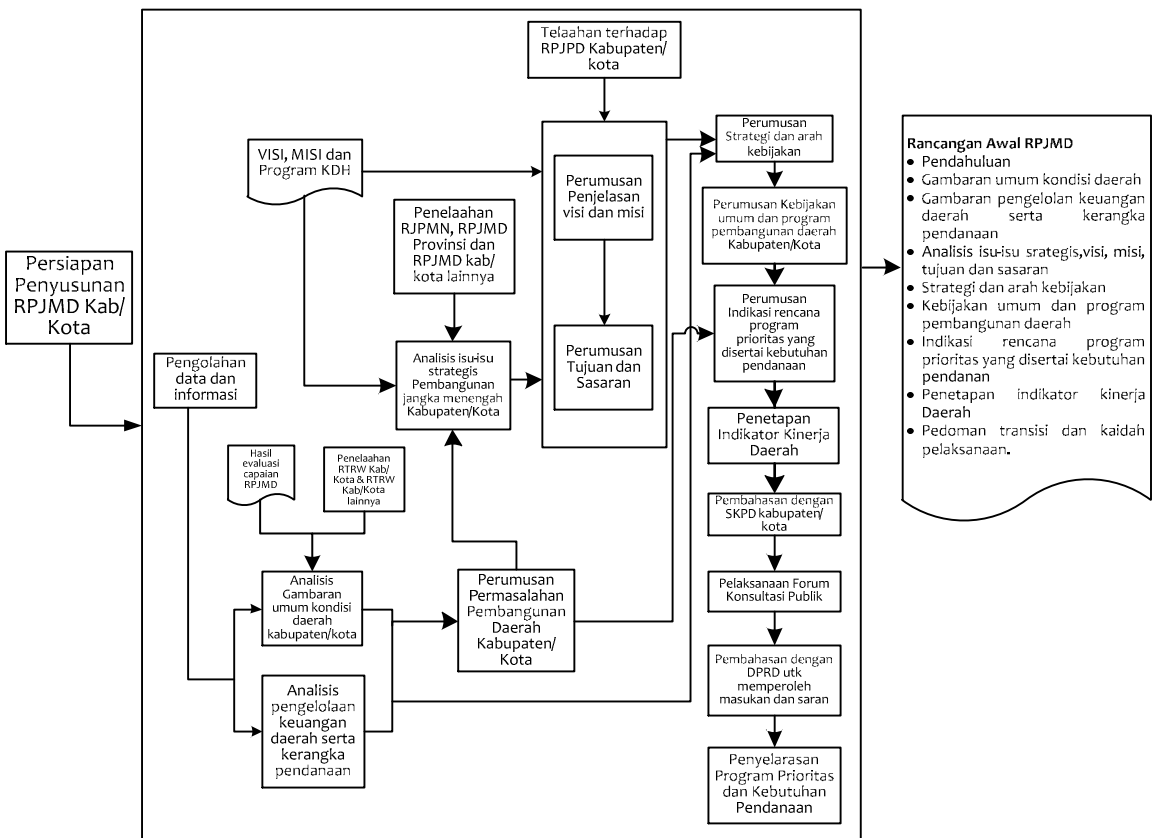 Persiapan
Penyusunan
RPJMD Kab/
Kota
Telaahan terhadap
RPJPD Kabupaten/
kota
VISI, MISI dan
Program KDH
Penelaahan
RJPMN, RPJMD
Provinsi dan
RPJMD kab/
kota lainnya
Perumusan
Penjelasan
visi dan misi
Perumusan
Tujuan dan
Sasaran
Pengolahan
data dan
informasi
Analisis isu-isu
strategis
Pembangunan
jangka menengah
Kabupaten/Kota
Hasil
evaluasi
capaian
RPJMD
Penelaahan
RTRW Kab/
Kota & RTRW
Kab/Kota
lainnya
Analisis
Gambaran
umum kondisi
daerah
kabupaten/kota
Analisis
pengelolaan
keuangan
daerah serta
kerangka
pendanaan
Perumusan
Permasalahan
Pembangunan
Daerah
Kabupaten/
Kota
Perumusan
Strategi dan arah
kebijakan
Perumusan Kebijakan
umum dan program
pembangunan daerah
Kabupaten/Kota
Perumusan
Indikasi rencana
program
prioritas yang
disertai kebutuhan
pendanaan
Penetapan
Indikator Kinerja
Daerah
Pembahasan dengan
SKPD kabupaten/
kota
Pelaksanaan Forum
Konsultasi Publik
Pembahasan dengan
DPRD utk
memperoleh
masukan dan saran
Penyelarasan
Program Prioritas
dan Kebutuhan
Pendanaan
Rancangan Awal RPJMD
• Pendahuluan
• Gambaran umum kondisi daerah
• Gambaran pengelolan keuangan
daerah serta kerangka
pendanaan
• Analisis isu-isu srategis,visi, misi,
tujuan dan sasaran
• Strategi dan arah kebijakan
• Kebijakan umum dan program
pembangunan daerah
• Indikasi rencana program
prioritas yang disertai kebutuhan
pendanan
• Penetapan indikator kinerja
Daerah
• Pedoman transisi dan kaidah
pelaksanaan.